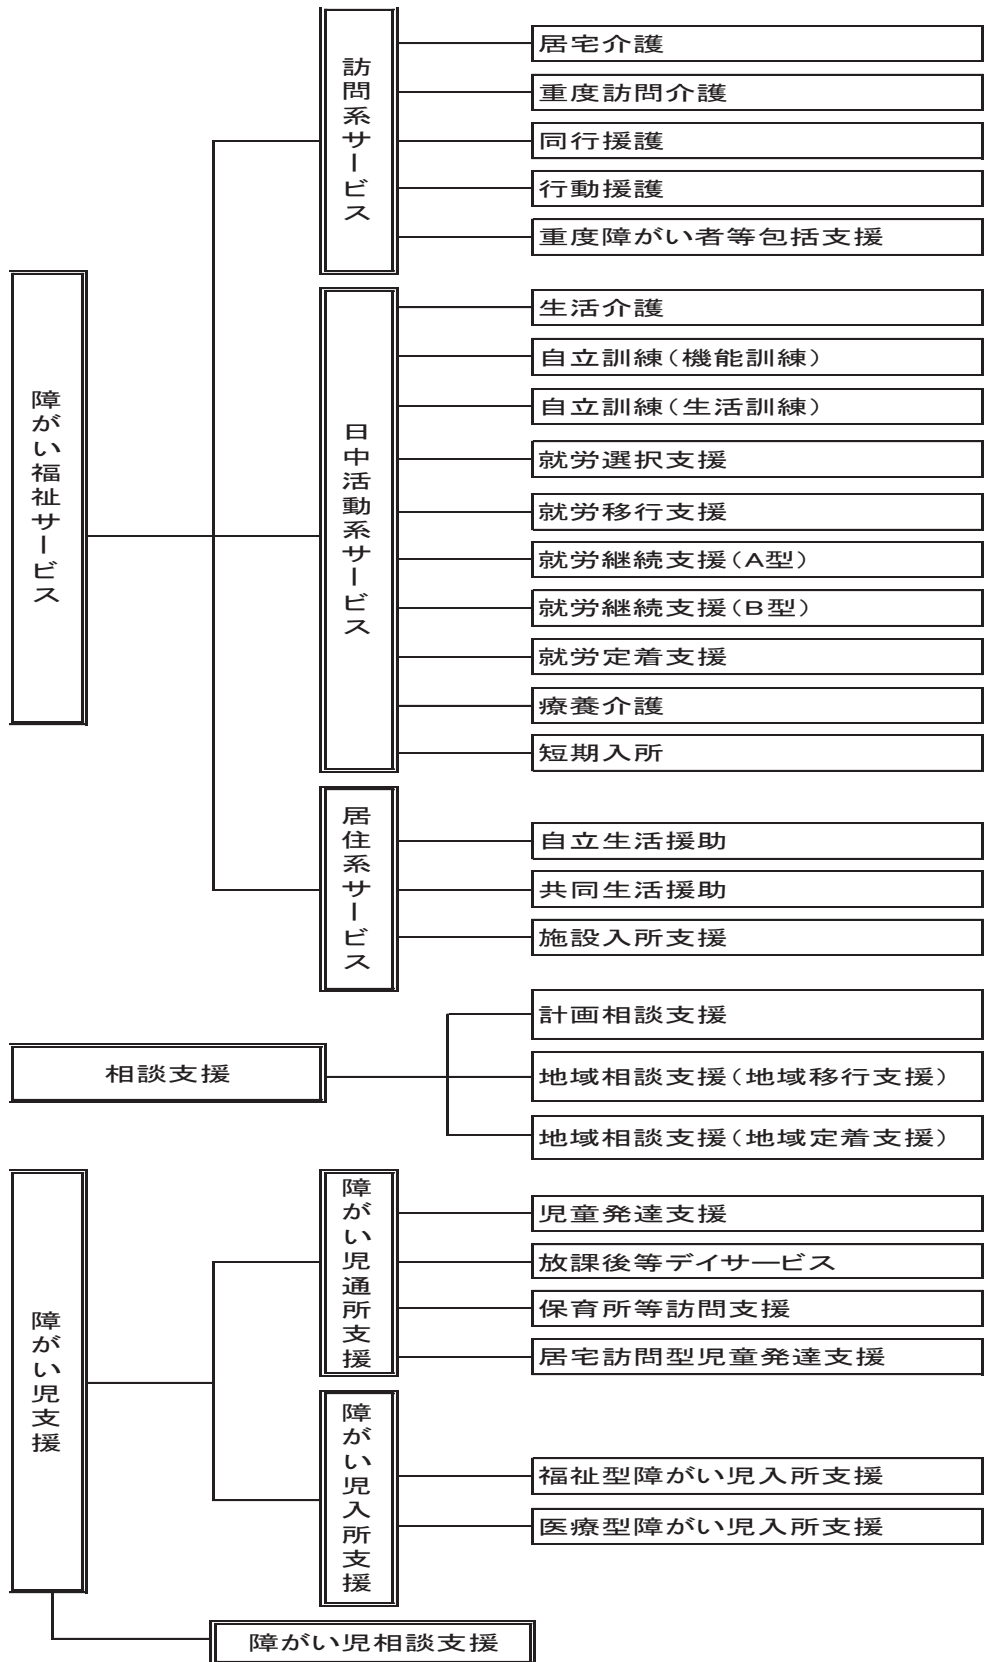 障がい福祉サービス
訪問系サービス
居宅介護
重度訪問介護
同行援護
行動援護
重度障がい者等包括支援
日中活動系サービス
生活介護
自立訓練(機能訓練)
自立訓練(生活訓練)
就労選択支援
就労移行支援
就労継続支援(A型)
就労継続支援(B型)
就労定着支援
療養介護
短期入所
居住系サービス
自立生活援助
共同生活援助
施設入所支援
相談支援
計画相談支援
地域相談支援(地域移行支援)
地域相談支援(地域定着支援)
障がい児支援
障がい児通所支援
児童発達支援
放課後等デイサービス
保育所等訪問支援
居宅訪問型児童発達支援
障がい児入所支援
福祉型障がい児入所支援
医療型障がい児入所支援
障がい児相談支援